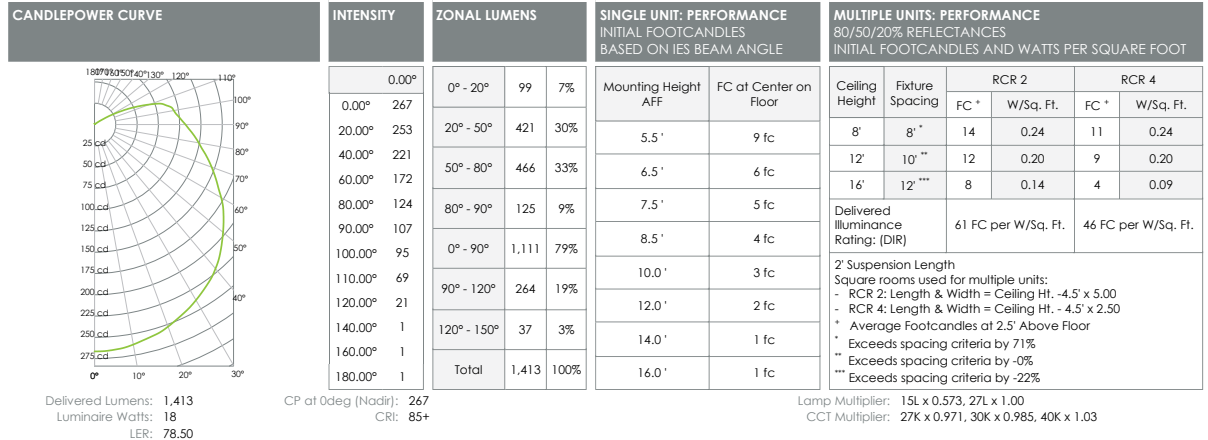 CANDLEPOWER CURVE
180°170°160°150°140°130° 120° 110°
100°
90°
80°
70°
60°
50°
40°
25 cd
50 cd
75 cd
100 cd
125 cd
150 cd
175 cd
200 cd
225 cd
250 cd
275 cd
0° 10° 20° 30°
INTENSITY
0.00°
0.00° 267
20.00° 253
40.00° 221
60.00° 172
80.00° 124
90.00° 107
100.00° 95
110.00° 69
120.00° 21
140.00° 1
160.00° 1
180.00° 1
ZONAL LUMENS
0° - 20° 99 7%
20° - 50° 421 30%
50° - 80° 466 33%
80° - 90° 125 9%
0° - 90° 1,111 79%
90° - 120° 264 19%
120° - 150° 37 3%
Total 1,413 100%
SINGLE UNIT: PERFORMANCE
INITIAL FOOTCANDLES
BASED ON IES BEAM ANGLE
Mounting Height FC at Center on
AFF Floor
5.5 ' 9 fc
6.5 ' 6 fc
7.5 ' 5 fc
8.5 ' 4 fc
10.0 ' 3 fc
12.0 ' 2 fc
14.0 ' 1 fc
16.0 ' 1 fc
MULTIPLE UNITS: PERFORMANCE
80/50/20% REFLECTANCES
INITIAL FOOTCANDLES AND WATTS PER SQUARE FOOT
Ceiling Fixture RCR 2 RCR 4
Height Spacing FC + W/Sq. Ft. FC + W/Sq. Ft.
8' 8' * 14 0.24 11 0.24
12' 10' ** 12 0.20 9 0.20
16' 12' *** 8 0.14 4 0.09
Delivered
Illuminance 61 FC per W/Sq. Ft. 46 FC per W/Sq. Ft.
Rating: (DIR)
2' Suspension Length
Square rooms used for multiple units:
- RCR 2: Length & Width = Ceiling Ht. -4.5' x 5.00
- RCR 4: Length & Width = Ceiling Ht. - 4.5' x 2.50
+ Average Footcandles at 2.5' Above Floor
* Exceeds spacing criteria by 71%
** Exceeds spacing criteria by -0%
*** Exceeds spacing criteria by -22%
Delivered Lumens: 1,413 CP at 0deg (Nadir): 267 Lamp Multiplier: 15L x 0.573, 27L x 1.00
Luminaire Watts: 18 CRI: 85+ CCT Multiplier: 27K x 0.971, 30K x 0.985, 40K x 1.03
LER: 78.50